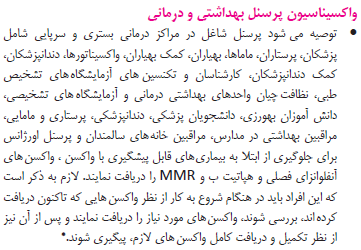 واکسیناسیون پرسنل بهداشتی و درمانی
• توصیه می شود پرسنل شاغل در مراکز درمانی بستری و سرپایی شامل
پزشکان، پرستاران، ماماها، بهیاران، کمک بهیاران، واکسیناتورها، دندانپزشکان،
کمک دندانپزشکان، کارشناسان و تکنسین های آزمایشگاه های تشخیص
طبی، نظافت چیان واحدهای بهداشتی درمانی و آزمایشگاه های تشخیصی،
دانش آموزان بهورزی، دانشجویان پزشکی، دندانپزشکی، پرستاری و مامایی،
مراقبین بهداشتی در مدارس، مراقبین خانه های سالمندان و پرسنل اورژانس
برای جلوگیری از ابتلا به بیماری های قابل پیشگیری با واکسن ، واکسن های
آنفلوانزای فصلی و هپاتیت ب و MMR را دریافت نمایند. لازم به ذکر است
که این افراد باید در هنگام شروع به کار از نظر واکسن هایی که تاکنون دریافت
کرده اند، بررسی شوند، واکسن های مورد نیاز را دریافت نمایند و پس از آن نیز
از نظر تکمیل و دریافت کامل واکسن های لازم، پیگیری شوند.*